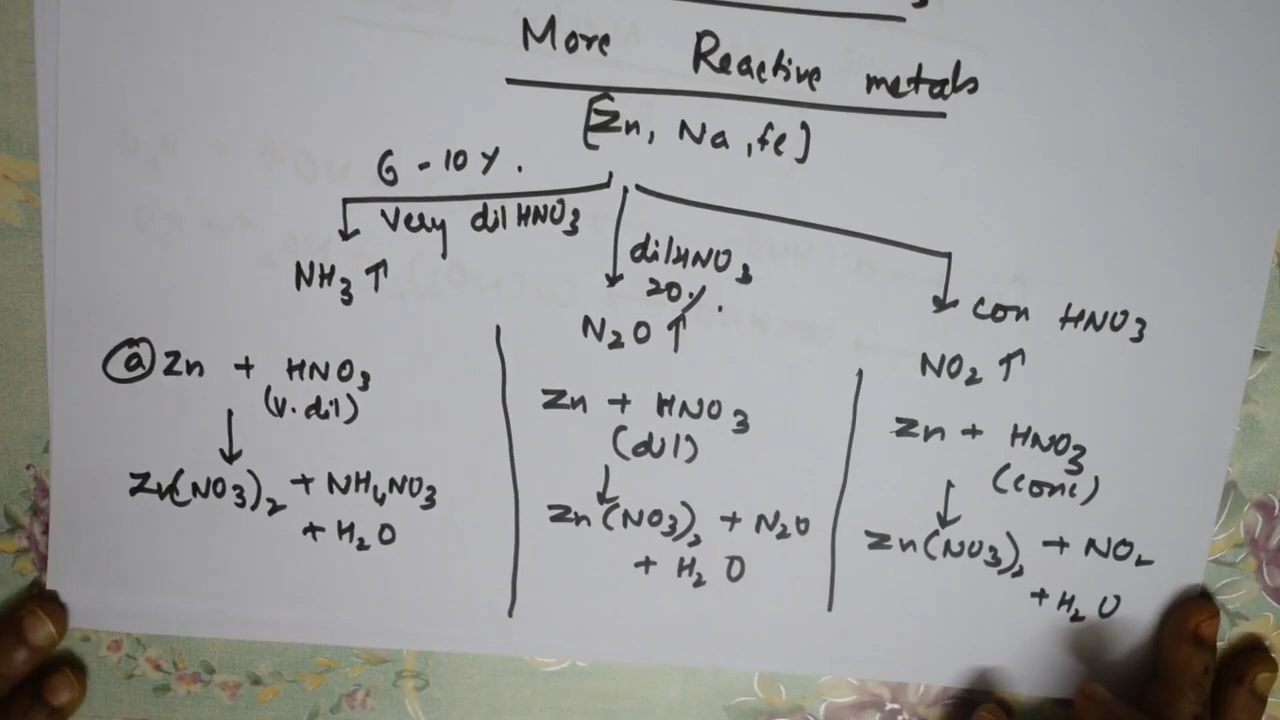 More Reactive metals
[Zn, Na, fe]
6 - 10 %.
Very dil HNO3
NH3 ↑
dil HNO3
20%.
N2O ↑
con HNO3
NO2 ↑
(a) Zn + HNO3
(v. dil)
↓
Zn(NO3)2 + NH4NO3
+ H2O
Zn + HNO3
(dil)
↓
Zn(NO3)2 + N2O
+ H2O
Zn + HNO3
(conc)
↓
Zn(NO3)2 + NO2
+ H2O